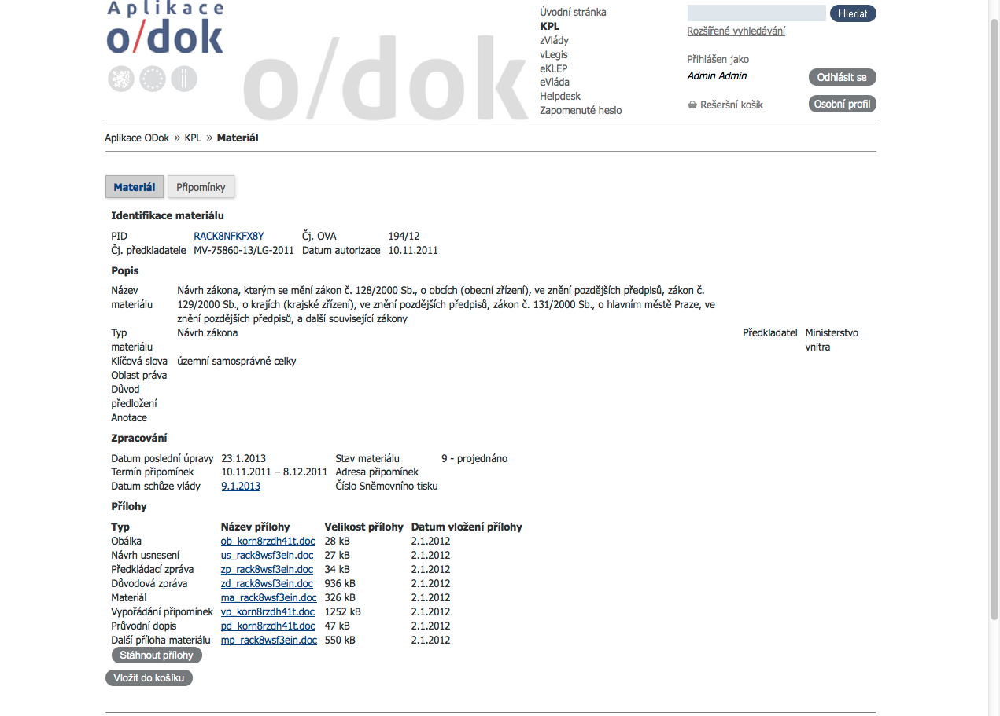 Aplikace
o/dok
o/dok
Úvodní stránka
KPL
zVlády
vLegis
eKLEP
eVláda
Helpdesk
Zapomenuté heslo
Hledat
Rozšířené vyhledávání
Přihlášen jako
Admin Admin
Odhlásit se
Rešeršní košík
Osobní profil
Aplikace ODok » KPL » Materiál
Materiál Připomínky
Identifikace materiálu
PID RACK8NFKFX8Y Čj. OVA 194/12
Čj. předkladatele MV-75860-13/LG-2011 Datum autorizace 10.11.2011
Popis
Název Návrh zákona, kterým se mění zákon č. 128/2000 Sb., o obcích (obecní zřízení), ve znění pozdějších předpisů, zákon č.
materiálu 129/2000 Sb., o krajích (krajské zřízení), ve znění pozdějších předpisů, zákon č. 131/2000 Sb., o hlavním městě Praze, ve
znění pozdějších předpisů, a další související zákony
Typ Návrh zákona Předkladatel Ministerstvo
materiálu vnitra
Klíčová slova územní samosprávné celky
Oblast práva
Důvod
předložení
Anotace
Zpracování
Datum poslední úpravy 23.1.2013 Stav materiálu 9 - projednáno
Termín připomínek 10.11.2011 – 8.12.2011 Adresa připomínek
Datum schůze vlády 9.1.2013 Číslo Sněmovního tisku
Přílohy
Typ Název přílohy Velikost přílohy Datum vložení přílohy
Obálka ob_korn8rzdh41t.doc 28 kB 2.1.2012
Návrh usnesení us_rack8wsf3ein.doc 27 kB 2.1.2012
Předkládací zpráva zp_rack8wsf3ein.doc 34 kB 2.1.2012
Důvodová zpráva zd_rack8wsf3ein.doc 936 kB 2.1.2012
Materiál ma_rack8wsf3ein.doc 326 kB 2.1.2012
Vypořádání připomínek vp_korn8rzdh41t.doc 1252 kB 2.1.2012
Průvodní dopis pd_korn8rzdh41t.doc 47 kB 2.1.2012
Další příloha materiálu mp_rack8wsf3ein.doc 550 kB 2.1.2012
Stáhnout přílohy
Vložit do košíku